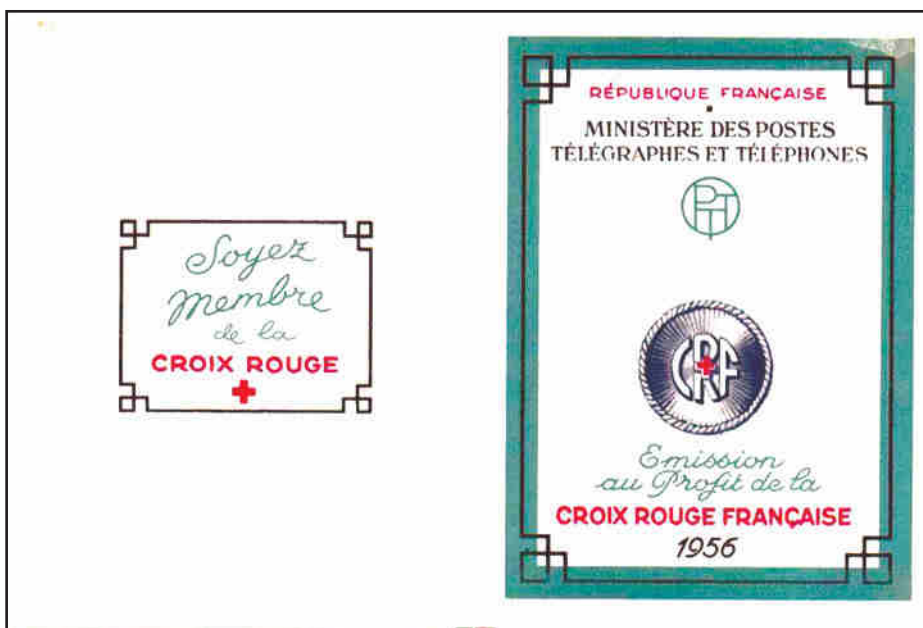 Soyez
membre
de la
CROIX ROUGE
RÉPUBLIQUE FRANÇAISE
MINISTÈRE DES POSTES
TÉLÉGRAPHES ET TÉLÉPHONES
PTT
CRF
Emission
au Profit de la
CROIX ROUGE FRANÇAISE
1956